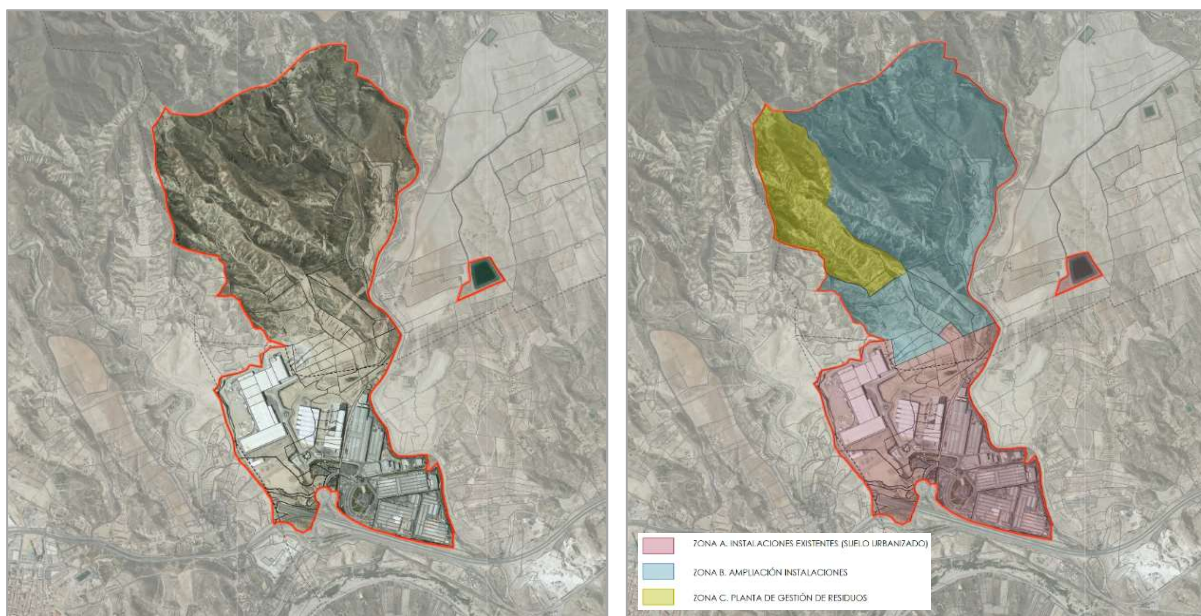 ZONA A. INSTALACIONES EXISTENTES (SUELO URBANIZADO)
ZONA B. AMPLIACIÓN INSTALACIONES
ZONA C. PLANTA DE GESTIÓN DE RESIDUOS